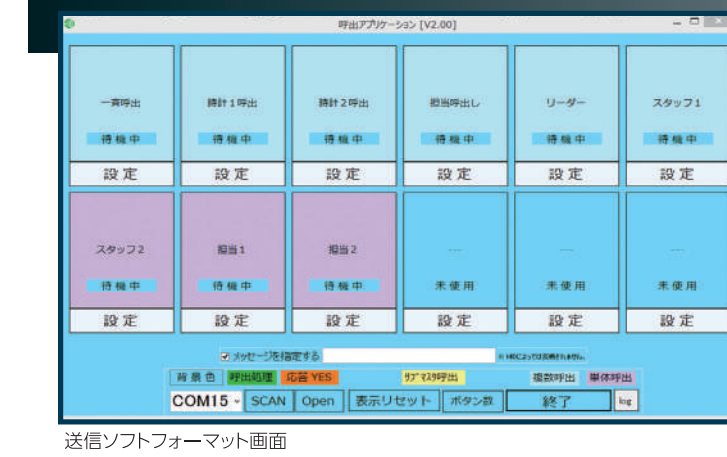 呼出アプリケーション [V2.00]
一斉呼出 時計1呼出 時計2呼出 担当呼出し リーダー スタッフ1
待機中 待機中 待機中 待機中 待機中 待機中
設定 設定 設定 設定 設定 設定
スタッフ2 担当1 担当2 ---- ---- ----
待機中 待機中 待機中 未使用 未使用 未使用
設定 設定 設定 設定 設定 設定
メッセージを指定する
背景色 呼出処理 応答 YES ｻﾌﾞﾏｽﾀ呼出 複数呼出 単体呼出
COM15 SCAN Open 表示リセット ボタン数 終了 log
送信ソフトフォーマット画面